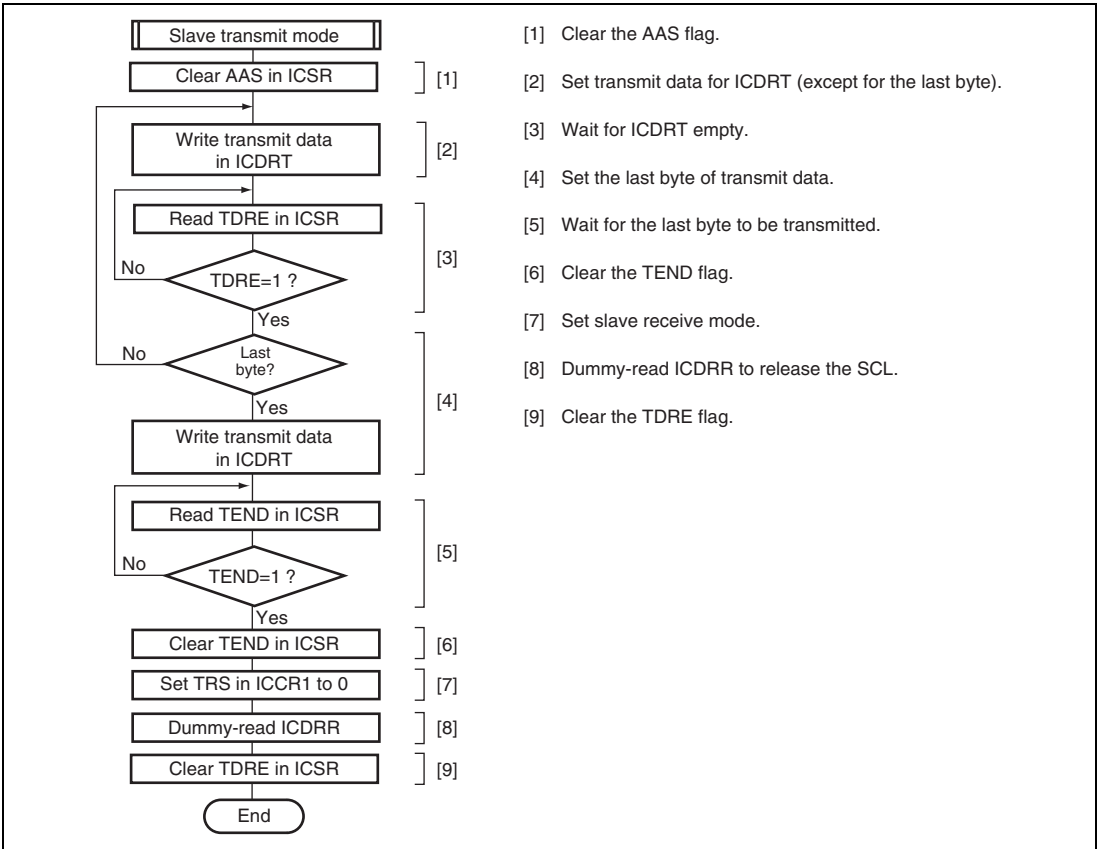 Slave transmit mode
Clear AAS in ICSR
[1]
Write transmit data
in ICDRT
[2]
Read TDRE in ICSR
No
TDRE=1 ?
[3]
Yes
No
Last
byte?
Yes
[4]
Write transmit data
in ICDRT
Read TEND in ICSR
No
TEND=1 ?
[5]
Yes
Clear TEND in ICSR
[6]
Set TRS in ICCR1 to 0
[7]
Dummy-read ICDRR
[8]
Clear TDRE in ICSR
[9]
End
[1] Clear the AAS flag.
[2] Set transmit data for ICDRT (except for the last byte).
[3] Wait for ICDRT empty.
[4] Set the last byte of transmit data.
[5] Wait for the last byte to be transmitted.
[6] Clear the TEND flag.
[7] Set slave receive mode.
[8] Dummy-read ICDRR to release the SCL.
[9] Clear the TDRE flag.